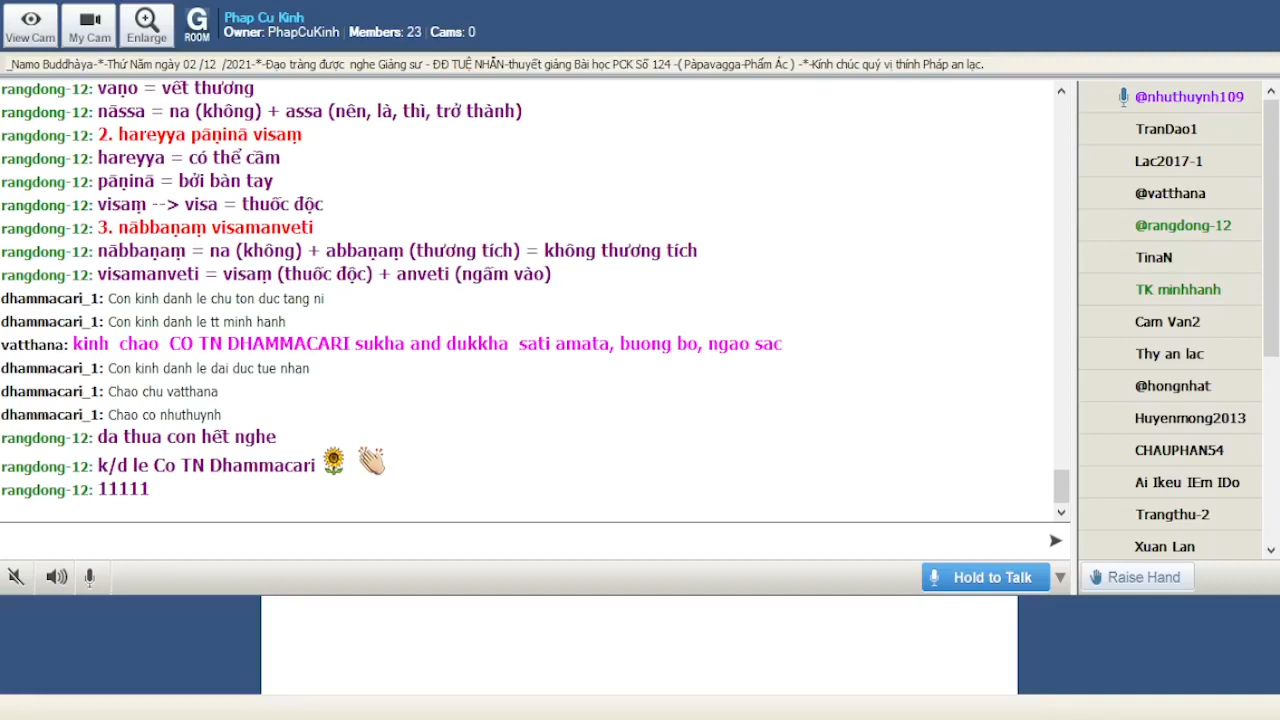 View Cam
My Cam
Enlarge
G
ROOM
Phap Cu Kinh
Owner: PhapCuKinh | Members: 23 | Cams: 0
_Namo Buddhàya-*-Thứ Năm ngày 02 /12 /2021-*-Đạo tràng được nghe Giảng sư - ĐĐ TUỆ NHẪN-thuyết giảng Bài học PCK Số 124 -( Pàpavagga-Phẩm Ác ) -*-Kính chúc quý vị thính Pháp an lạc.
rangdong-12: vaṇo = vết thương
rangdong-12: nāssa = na (không) + assa (nên, là, thì, trở thành)
rangdong-12: 2. hareyya pāṇinā visaṃ
rangdong-12: hareyya = có thể cầm
rangdong-12: pāṇinā = bởi bàn tay
rangdong-12: visaṃ --> visa = thuốc độc
rangdong-12: 3. nābbaṇaṃ visamanveti
rangdong-12: nābbaṇaṃ = na (không) + abbaṇaṃ (thương tích) = không thương tích
rangdong-12: visamanveti = visaṃ (thuốc độc) + anveti (ngấm vào)
dhammacari_1: Con kinh danh le chu ton duc tang ni
dhammacari_1: Con kinh danh le tt minh hanh
vatthana: kinh chao CO TN DHAMMACARI sukha and dukkha sati amata, buong bo, ngao sac
dhammacari_1: Con kinh danh le dai duc tue nhan
dhammacari_1: Chao chu vatthana
dhammacari_1: Chao co nhuthuynh
rangdong-12: da thua con hết nghe
rangdong-12: k/d le Co TN Dhammacari
rangdong-12: 11111
@nhuthuynh109
TranDao1
Lac2017-1
@vatthana
@rangdong-12
TinaN
TK minhhanh
Cam Van2
Thy an lac
@hongnhat
Huyenmong2013
CHAUPHAN54
Ai Ikeu IEm IDo
Trangthu-2
Xuan Lan
Hold to Talk
Raise Hand